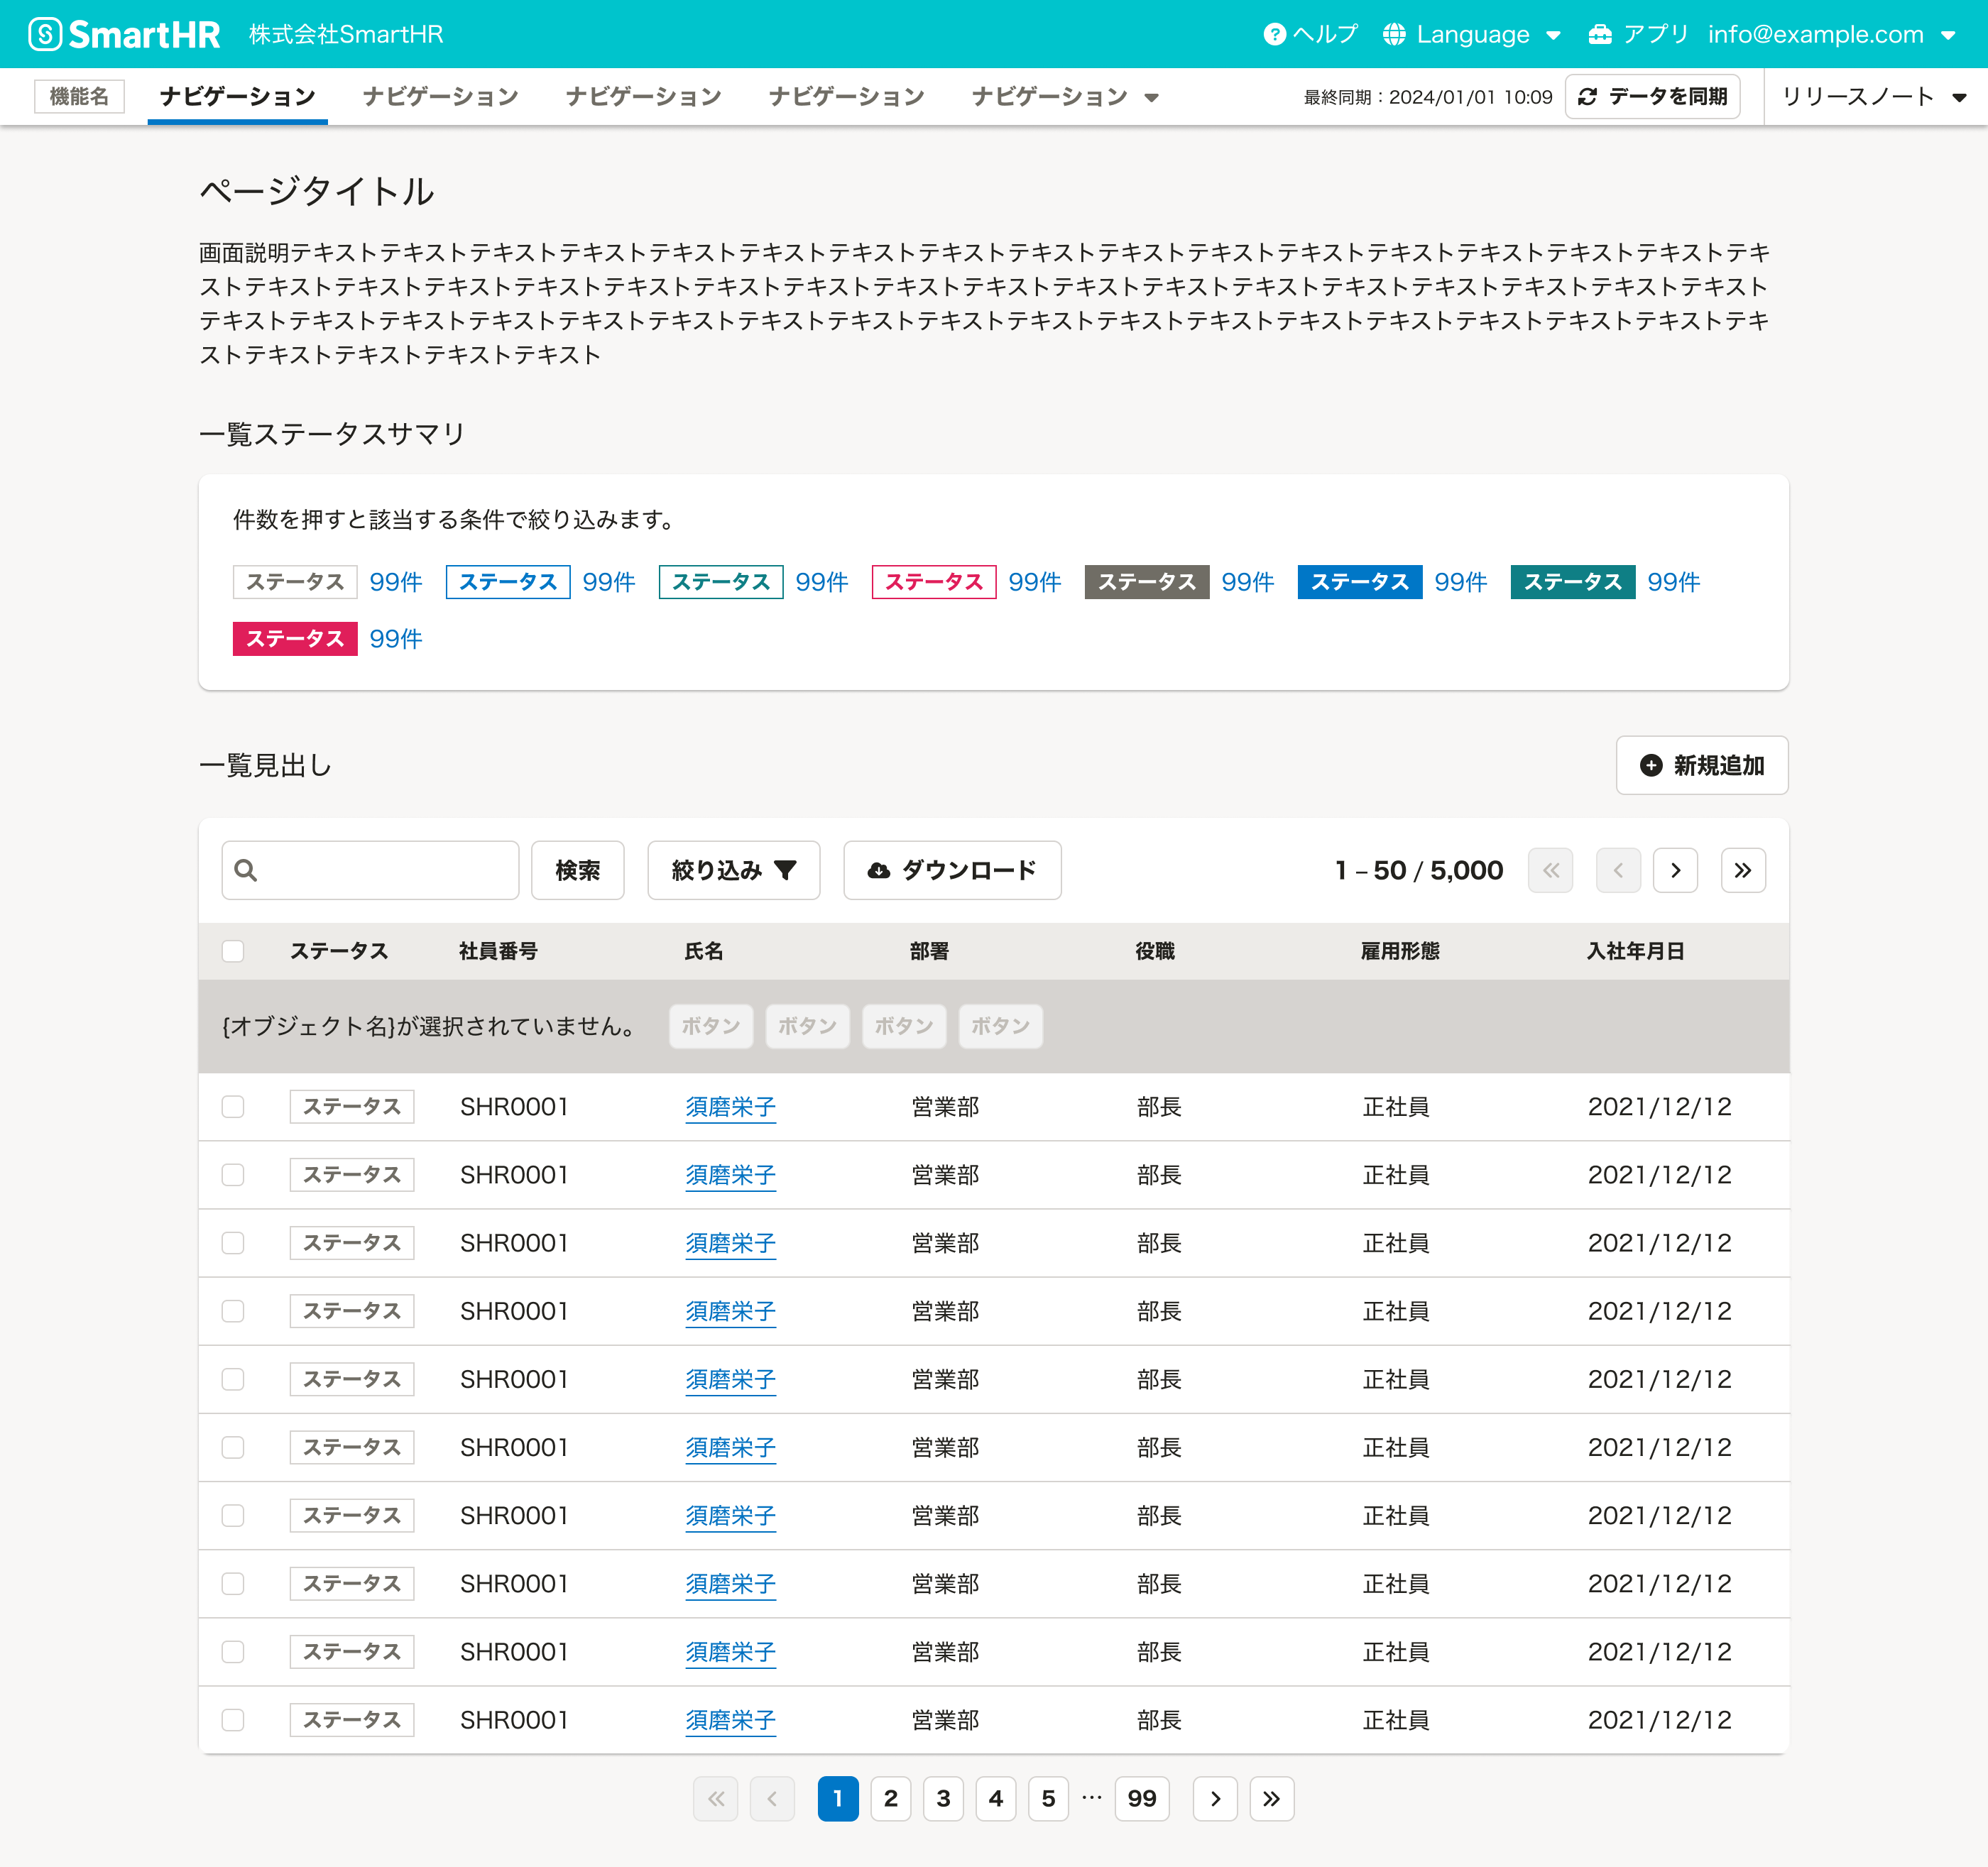 SmartHR 株式会社SmartHR ヘルプ Language アプリ info@example.com
機能名 ナビゲーション ナビゲーション ナビゲーション ナビゲーション ナビゲーション 最終同期：2024/01/01 10:09 データを同期 リリースノート
ページタイトル
画面説明テキストテキストテキストテキストテキストテキストテキストテキストテキストテキストテキストテキストテキストテキストテキストテキストテキ
ストテキストテキストテキストテキストテキストテキストテキストテキストテキストテキストテキストテキストテキストテキストテキストテキストテキスト
テキストテキストテキストテキストテキストテキストテキストテキストテキストテキストテキストテキストテキストテキストテキストテキストテキストテキ
ストテキストテキストテキストテキスト
一覧ステータスサマリ
件数を押すと該当する条件で絞り込みます。
ステータス 99件 ステータス 99件 ステータス 99件 ステータス 99件 ステータス 99件 ステータス 99件 ステータス 99件
ステータス 99件
一覧見出し 新規追加
検索 絞り込み ダウンロード 1 – 50 / 5,000
ステータス 社員番号 氏名 部署 役職 雇用形態 入社年月日
{オブジェクト名}が選択されていません。 ボタン ボタン ボタン ボタン
ステータス SHR0001 須磨栄子 営業部 部長 正社員 2021/12/12
ステータス SHR0001 須磨栄子 営業部 部長 正社員 2021/12/12
ステータス SHR0001 須磨栄子 営業部 部長 正社員 2021/12/12
ステータス SHR0001 須磨栄子 営業部 部長 正社員 2021/12/12
ステータス SHR0001 須磨栄子 営業部 部長 正社員 2021/12/12
ステータス SHR0001 須磨栄子 営業部 部長 正社員 2021/12/12
ステータス SHR0001 須磨栄子 営業部 部長 正社員 2021/12/12
ステータス SHR0001 須磨栄子 営業部 部長 正社員 2021/12/12
ステータス SHR0001 須磨栄子 営業部 部長 正社員 2021/12/12
ステータス SHR0001 須磨栄子 営業部 部長 正社員 2021/12/12
1 2 3 4 5 … 99